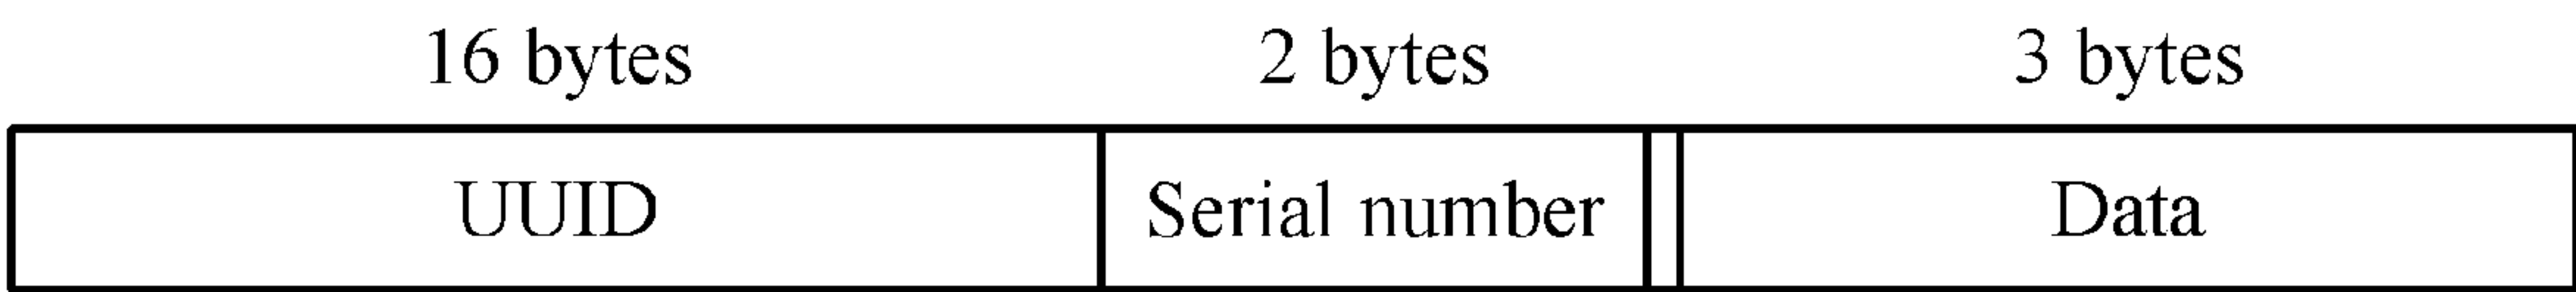 16 bytes 2 bytes 3 bytes
UUID Serial number Data